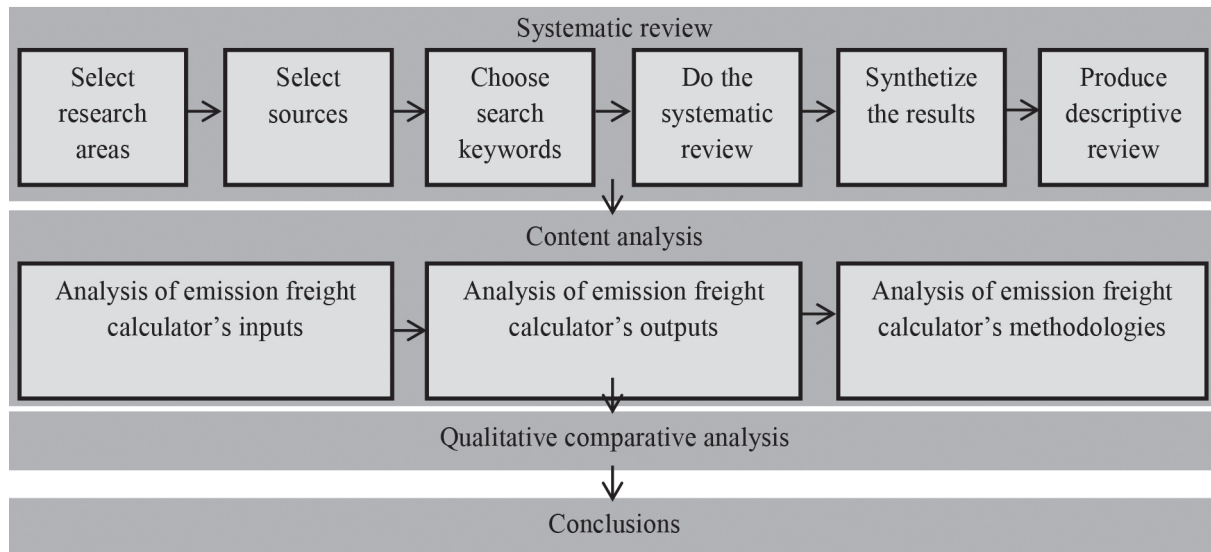 Systematic review
Select
research
areas
Select
sources
Choose
search
keywords
Do the
systematic
review
Synthetize
the results
Produce
descriptive
review
Content analysis
Analysis of emission freight
calculator’s inputs
Analysis of emission freight
calculator’s outputs
Analysis of emission freight
calculator’s methodologies
Qualitative comparative analysis
Conclusions